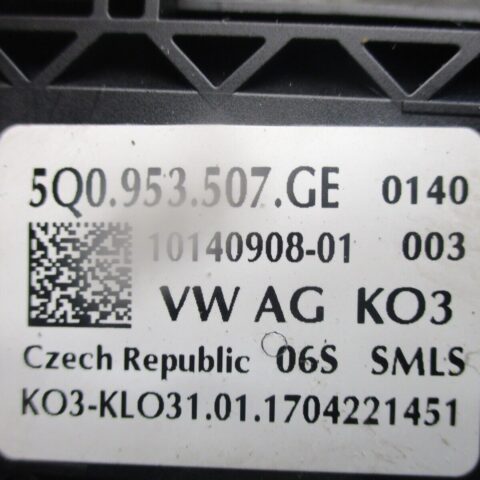 5Q0.953.507.GE 0140
10140908-01 003
VW AG KO3
Czech Republic 06S SMLS
KO3-KLO31.01.1704221451